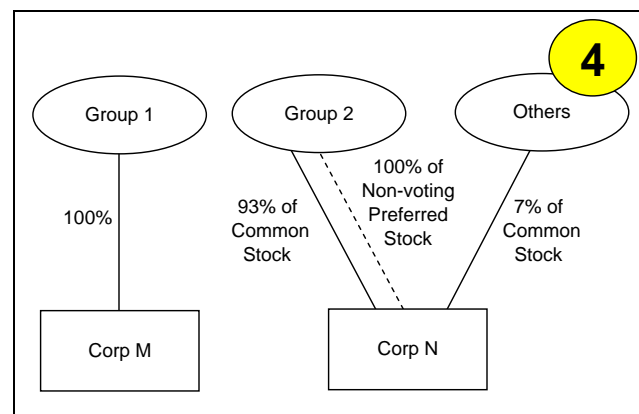 4
Group 1
Group 2
Others
100%
93% of
Common
Stock
100% of
Non-voting
Preferred
Stock
7% of
Common
Stock
Corp M
Corp N